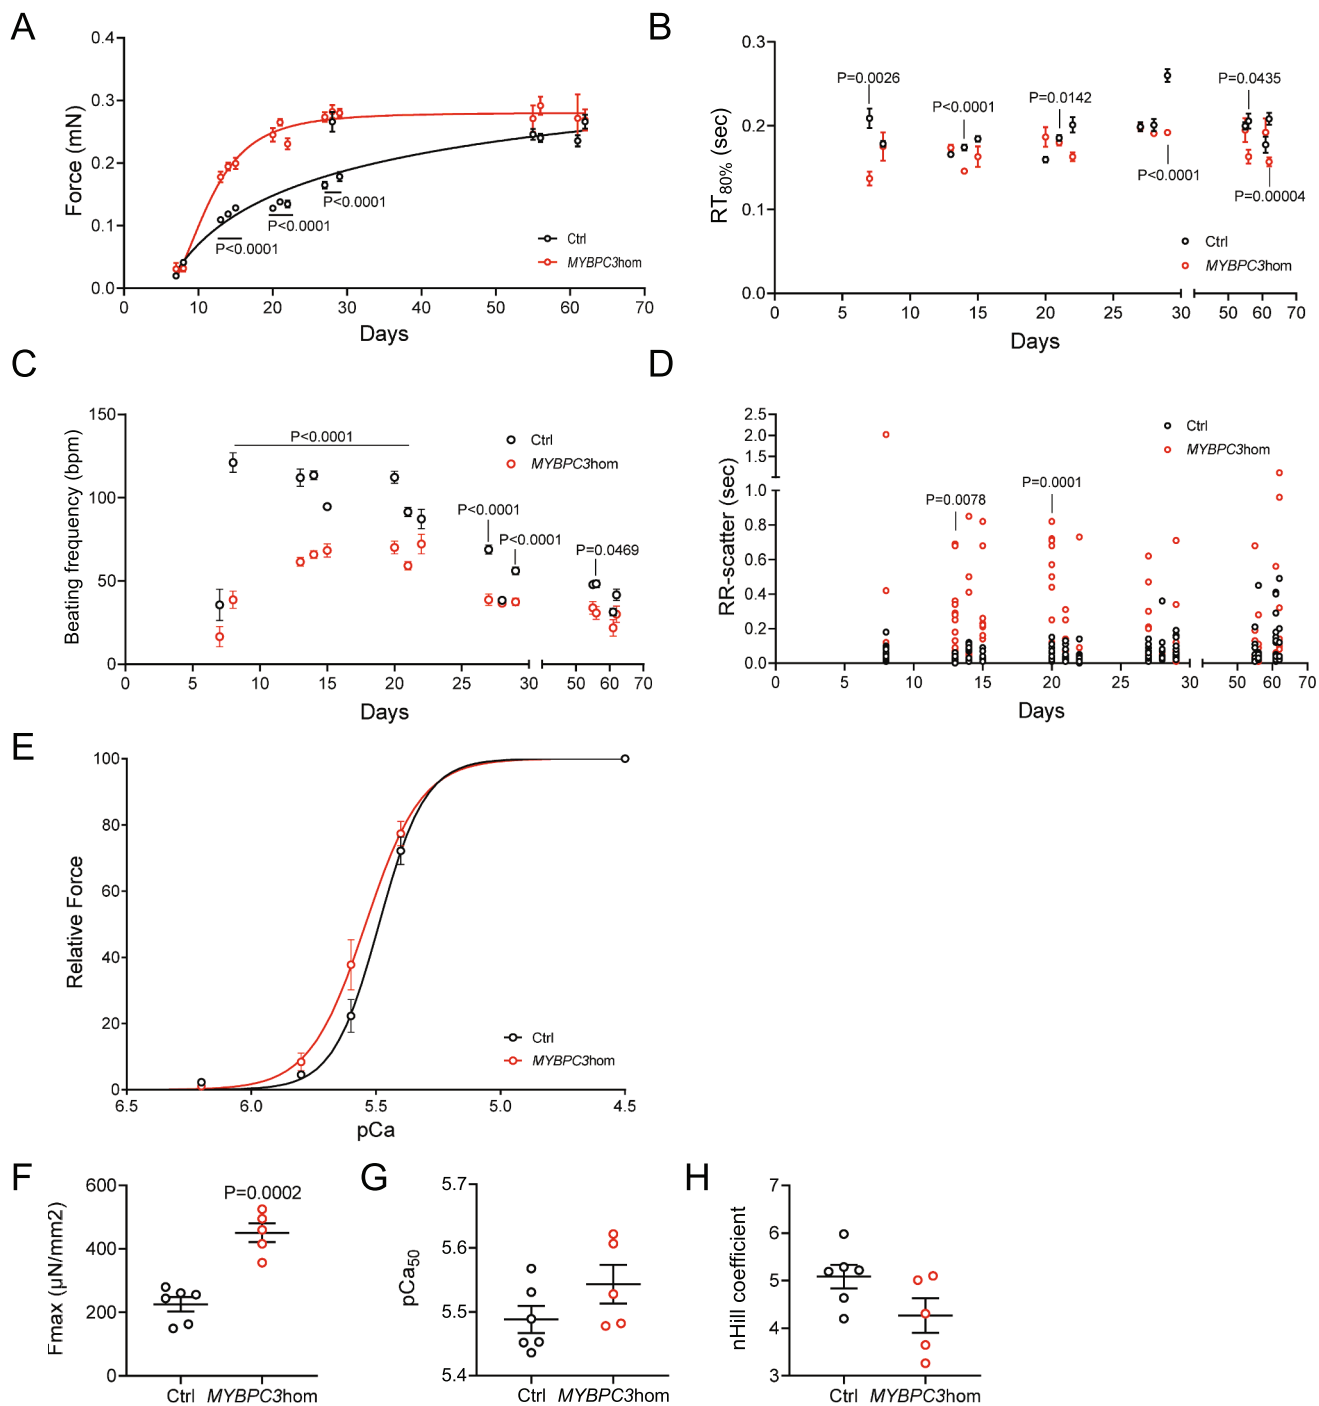 A
0.4
0.3
0.2
0.1
0.0
Force (mN)
P<0.0001
P<0.0001
P<0.0001
Ctrl
MYBPC3hom
0 10 20 30 40 50 60 70
Days
B
0.3
0.2
0.1
0.0
RT80% (sec)
P=0.0026
P<0.0001
P=0.0142
P=0.0435
P<0.0001
P=0.00004
Ctrl
MYBPC3hom
0 5 10 15 20 25 30 50 60 70
Days
C
150
100
50
0
Beating frequency (bpm)
P<0.0001
P<0.0001
P<0.0001
P=0.0469
Ctrl
MYBPC3hom
0 5 10 15 20 25 30 50 60 70
Days
D
2.5
2.0
1.5
1.0
0.8
0.6
0.4
0.2
0.0
RR-scatter (sec)
P=0.0078
P=0.0001
Ctrl
MYBPC3hom
0 5 10 15 20 25 30 50 60 70
Days
E
100
80
60
40
20
0
Relative Force
Ctrl
MYBPC3hom
6.5 6.0 5.5 5.0 4.5
pCa
F
600
400
200
0
Fmax (µN/mm2)
P=0.0002
Ctrl MYBPC3hom
G
5.7
5.6
5.5
5.4
pCa50
Ctrl MYBPC3hom
H
7
6
5
4
3
nHill coefficient
Ctrl MYBPC3hom